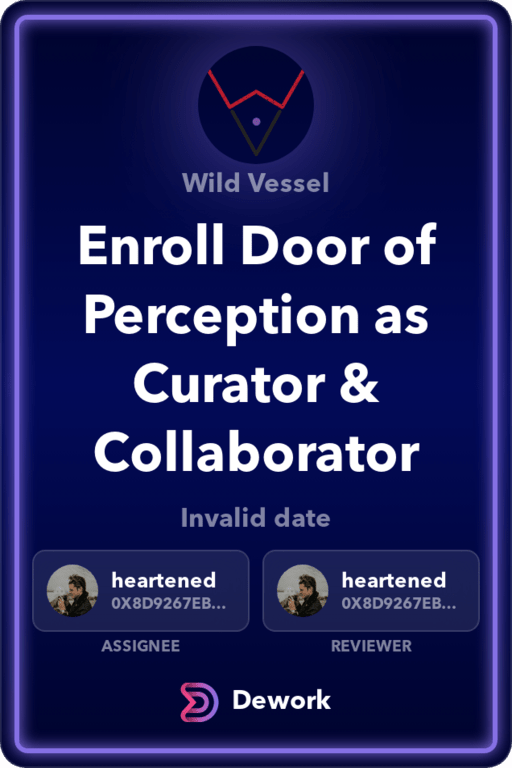 Wild Vessel
Enroll Door of
Perception as
Curator &
Collaborator
Invalid date
heartened
0X8D9267EB...
ASSIGNEE
heartened
0X8D9267EB...
REVIEWER
Dework